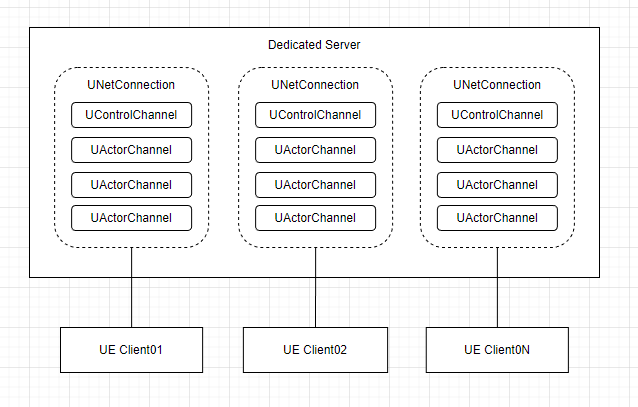 Dedicated Server
UNetConnection
UControlChannel
UActorChannel
UActorChannel
UActorChannel
UNetConnection
UControlChannel
UActorChannel
UActorChannel
UActorChannel
UNetConnection
UControlChannel
UActorChannel
UActorChannel
UActorChannel
UE Client01
UE Client02
UE Client0N